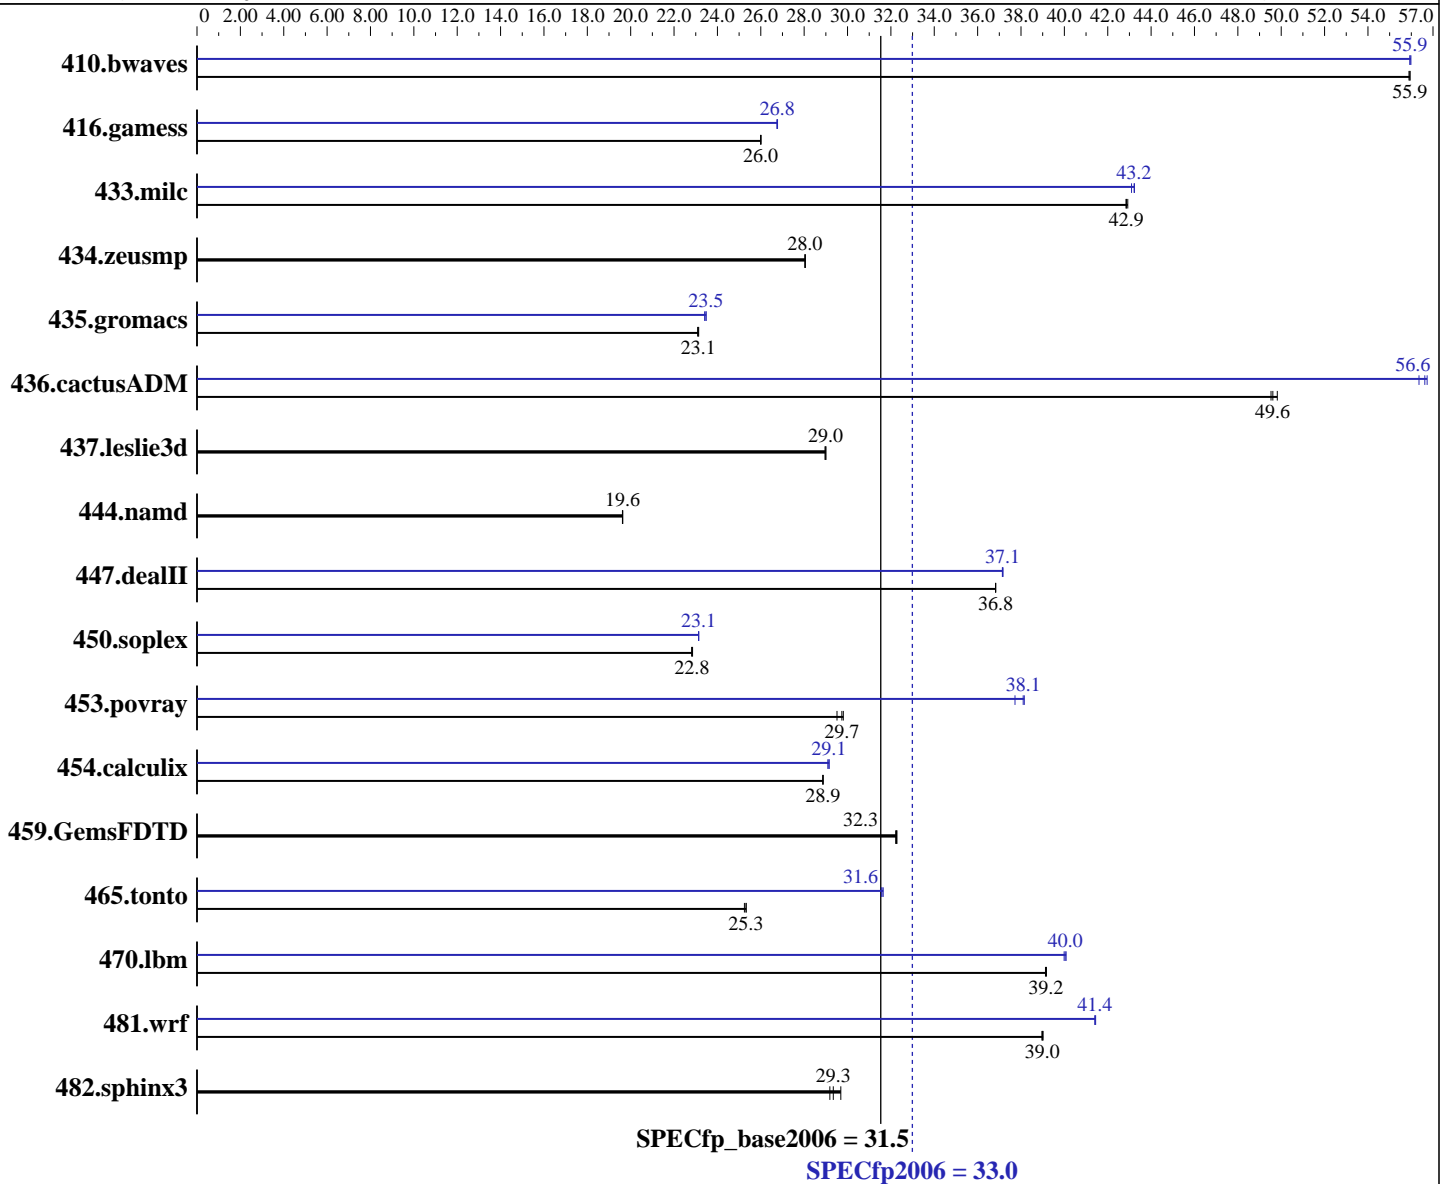 0 2.00 4.00 6.00 8.00 10.0 12.0 14.0 16.0 18.0 20.0 22.0 24.0 26.0 28.0 30.0 32.0 34.0 36.0 38.0 40.0 42.0 44.0 46.0 48.0 50.0 52.0 54.0 57.0
55.9
410.bwaves
55.9
26.8
416.gamess
26.0
43.2
433.milc
42.9
28.0
434.zeusmp
23.5
435.gromacs
23.1
56.6
436.cactusADM
49.6
29.0
437.leslie3d
19.6
444.namd
37.1
447.dealII
36.8
23.1
450.soplex
22.8
38.1
453.povray
29.7
29.1
454.calculix
28.9
32.3
459.GemsFDTD
31.6
465.tonto
25.3
40.0
470.lbm
39.2
41.4
481.wrf
39.0
29.3
482.sphinx3
SPECfp_base2006 = 31.5
SPECfp2006 = 33.0